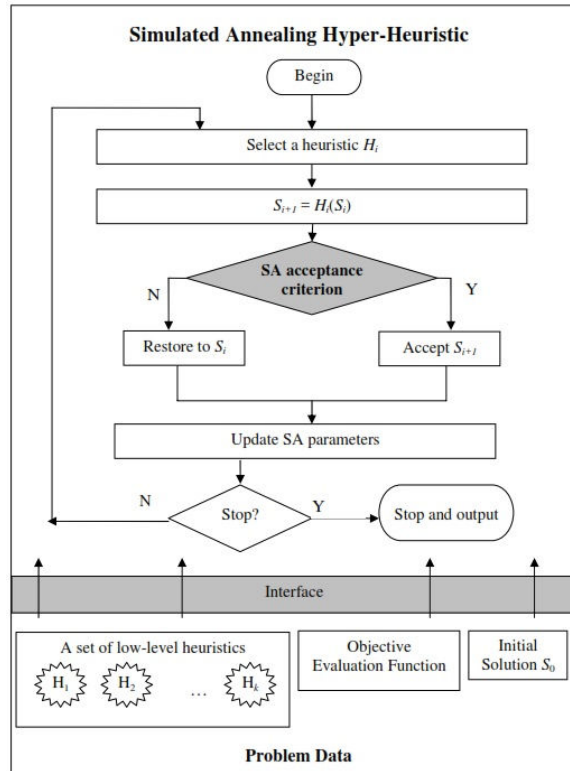 Simulated Annealing Hyper-Heuristic
Begin
Select a heuristic Hᵢ
Sᵢ₊₁ = Hᵢ(Sᵢ)
SA acceptance
criterion
N
Y
Restore to Sᵢ
Accept Sᵢ₊₁
Update SA parameters
N
Stop?
Y
Stop and output
Interface
A set of low-level heuristics
H₁
H₂
…
Hₖ
Objective
Evaluation Function
Initial
Solution S₀
Problem Data